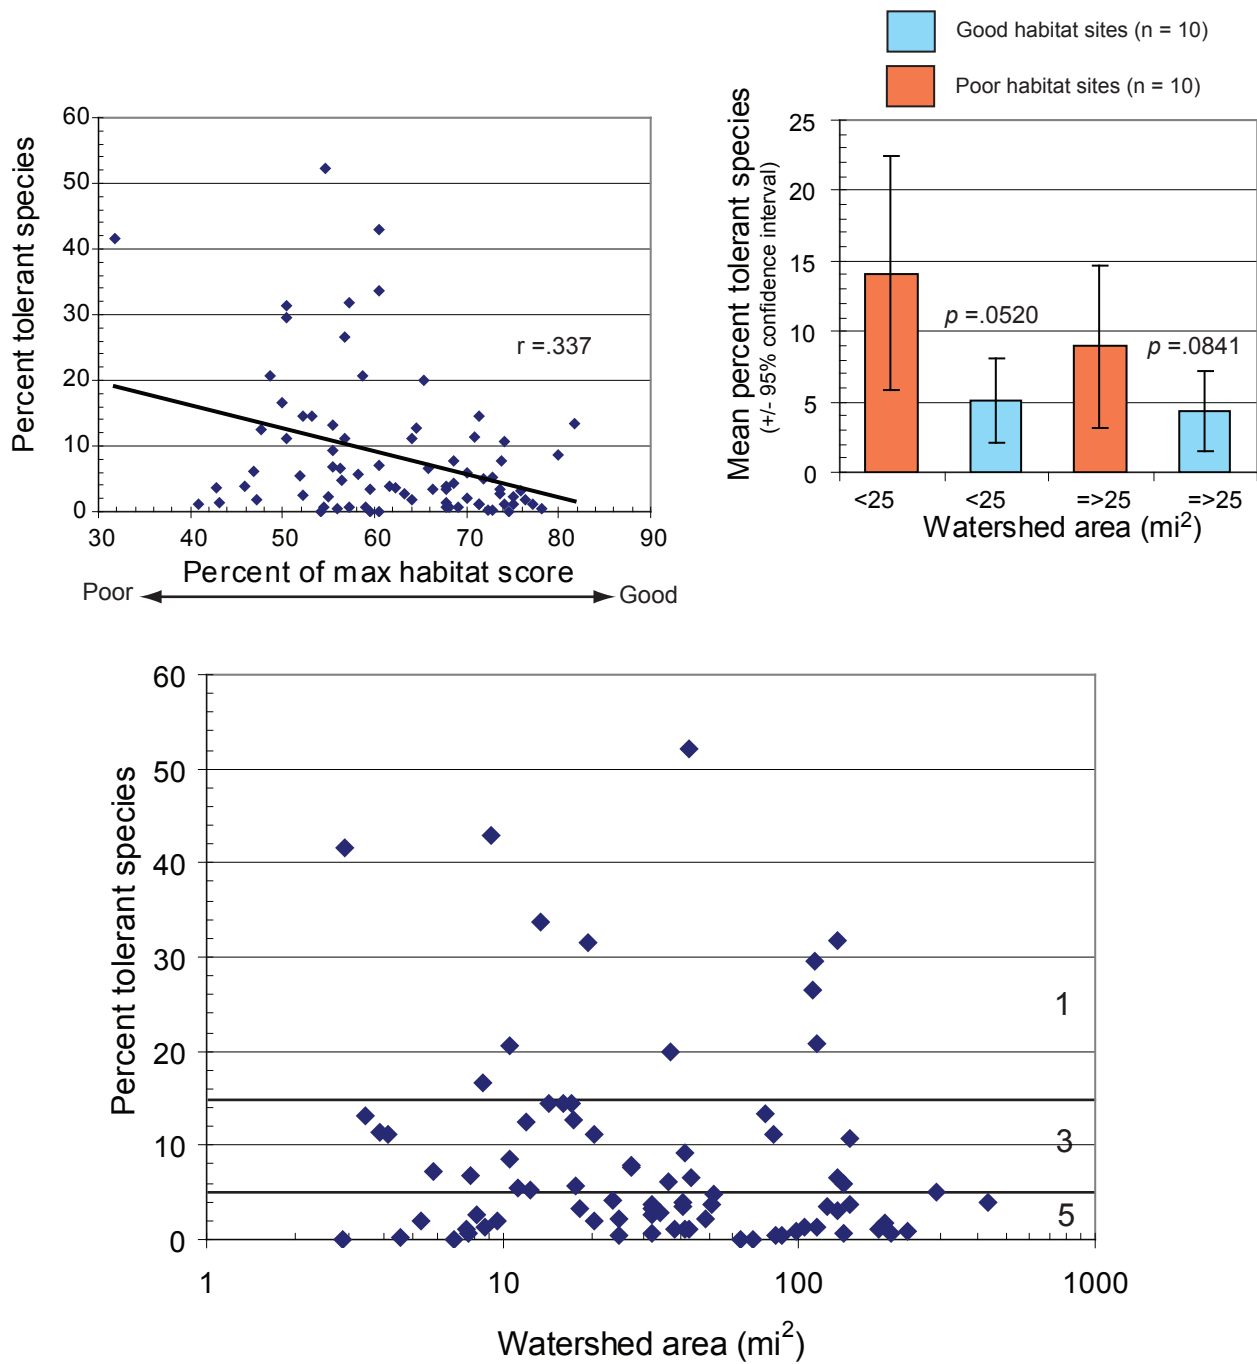 Good habitat sites (n = 10)
Poor habitat sites (n = 10)
Percent tolerant species
60
50
40
30
20
10
0
r =.337
30 40 50 60 70 80 90
Percent of max habitat score
Poor Good
Mean percent tolerant species
(+/- 95% confidence interval)
25
20
15
10
5
0
p =.0520
p =.0841
<25 <25 =>25 =>25
Watershed area (mi²)
Percent tolerant species
60
50
40
30
20
10
0
1
3
5
1 10 100 1000
Watershed area (mi²)